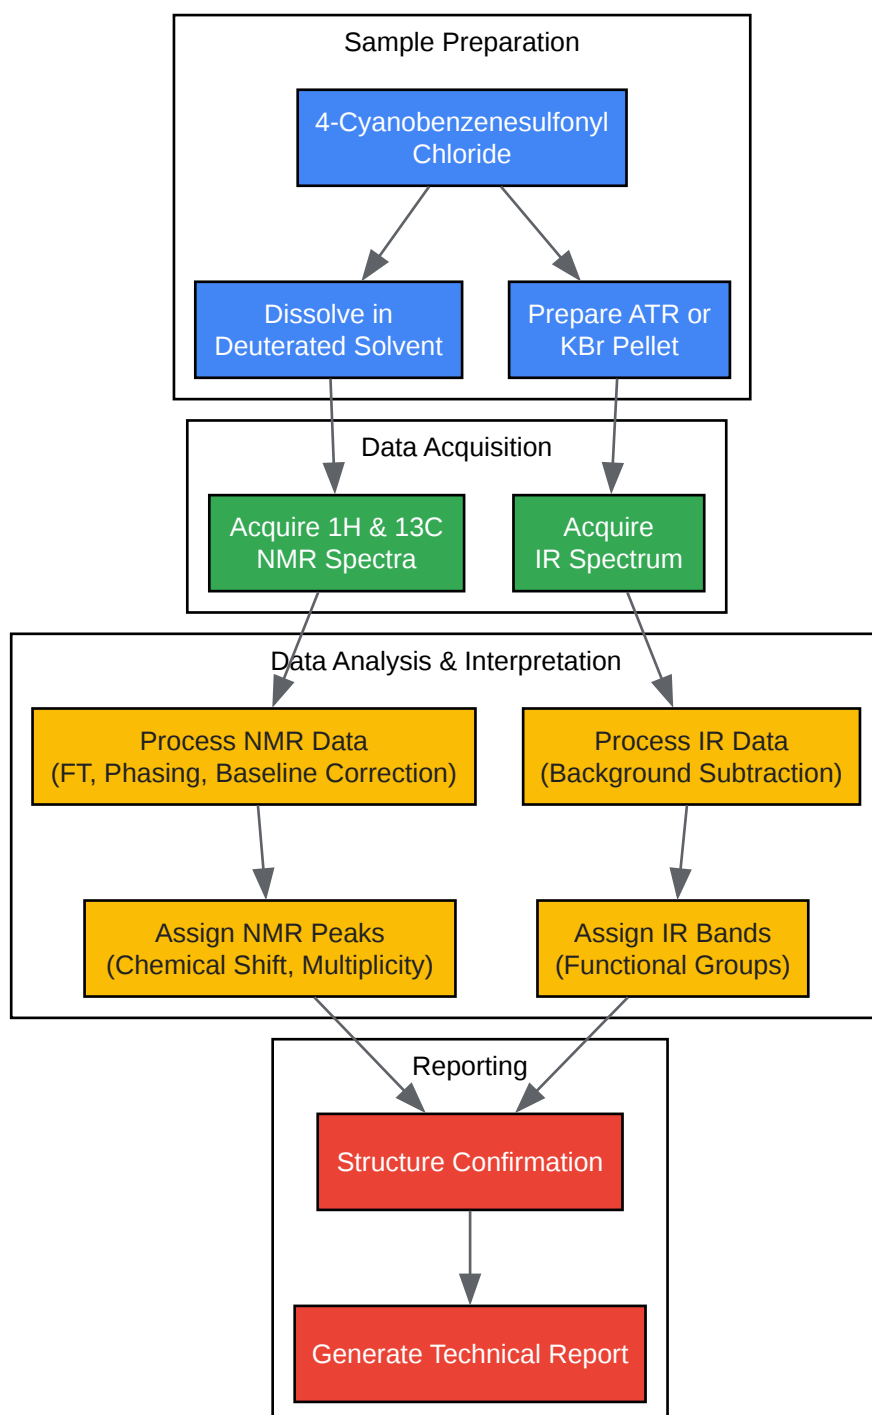 Sample Preparation
4-Cyanobenzenesulfonyl
Chloride
Dissolve in
Deuterated Solvent
Prepare ATR or
KBr Pellet
Data Acquisition
Acquire 1H & 13C
NMR Spectra
Acquire
IR Spectrum
Data Analysis & Interpretation
Process NMR Data
(FT, Phasing, Baseline Correction)
Process IR Data
(Background Subtraction)
Assign NMR Peaks
(Chemical Shift, Multiplicity)
Assign IR Bands
(Functional Groups)
Reporting
Structure Confirmation
Generate Technical Report